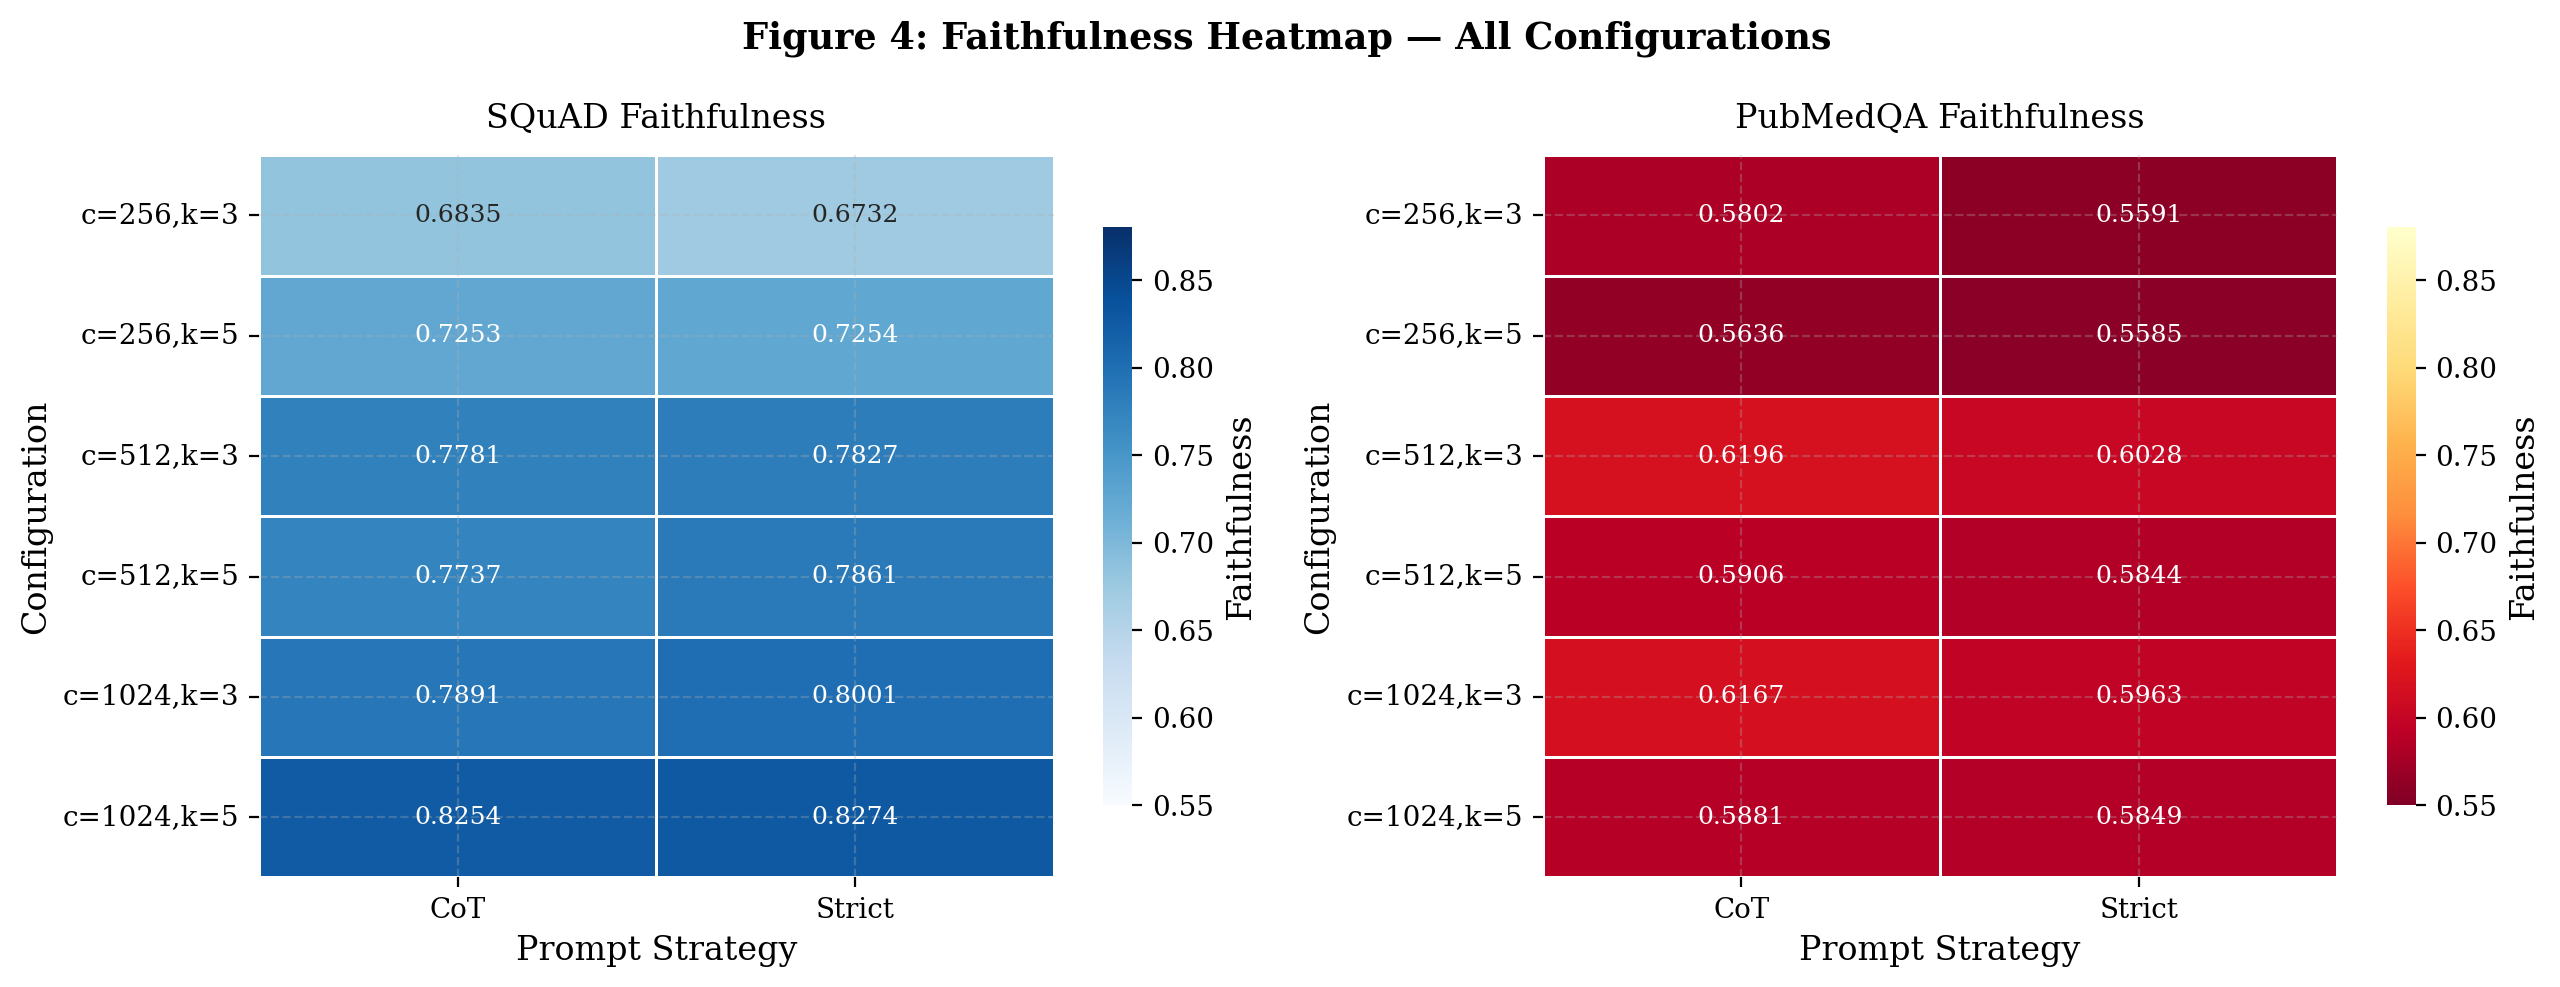 Figure 4: Faithfulness Heatmap — All Configurations
SQuAD Faithfulness
Configuration
c=256,k=3 0.6835 0.6732
c=256,k=5 0.7253 0.7254
c=512,k=3 0.7781 0.7827
c=512,k=5 0.7737 0.7861
c=1024,k=3 0.7891 0.8001
c=1024,k=5 0.8254 0.8274
CoT Strict
Prompt Strategy
0.85
0.80
0.75
0.70
0.65
0.60
0.55
Faithfulness
PubMedQA Faithfulness
Configuration
c=256,k=3 0.5802 0.5591
c=256,k=5 0.5636 0.5585
c=512,k=3 0.6196 0.6028
c=512,k=5 0.5906 0.5844
c=1024,k=3 0.6167 0.5963
c=1024,k=5 0.5881 0.5849
CoT Strict
Prompt Strategy
0.85
0.80
0.75
0.70
0.65
0.60
0.55
Faithfulness